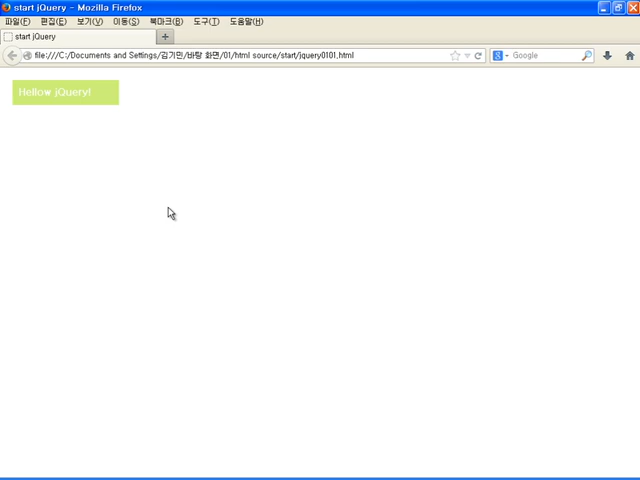 start jQuery - Mozilla Firefox
파일(F) 편집(E) 보기(V) 이동(S) 북마크(B) 도구(T) 도움말(H)
start jQuery
file:///C:/Documents and Settings/김기민/바탕 화면/01/html source/start/jquery0101.html
Google
Hellow jQuery!